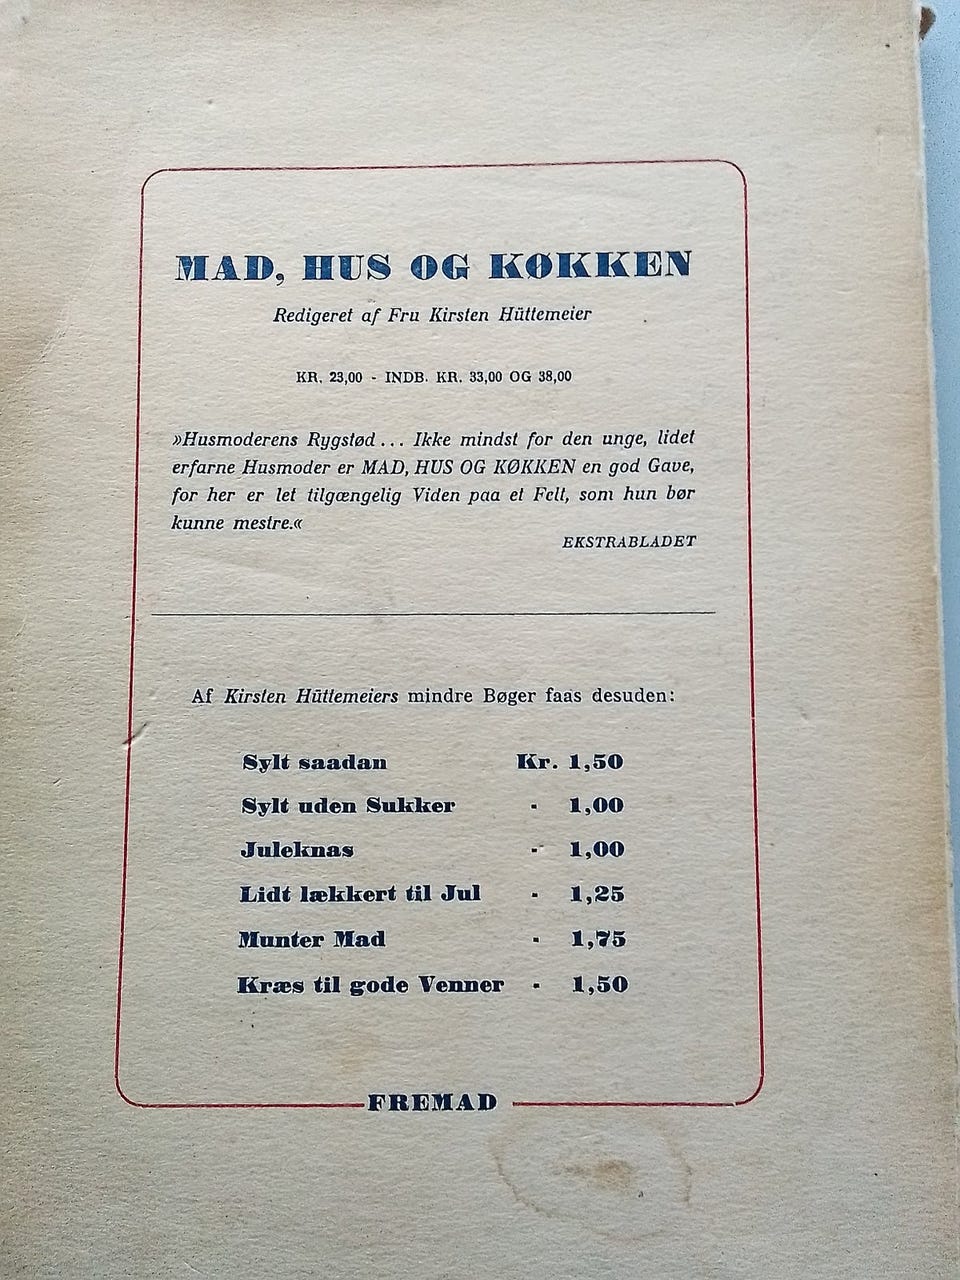 MAD, HUS OG KØKKEN
Redigeret af Fru Kirsten Hüttemeier
KR. 23,00 - INDB. KR. 33,00 OG 38,00
»Husmoderens Rygstød... Ikke mindst for den unge, lidet
erfarne Husmoder er MAD, HUS OG KØKKEN en god Gave,
for her er let tilgængelig Viden paa et Felt, som hun bør
kunne mestre.«
EKSTRABLADET
Af Kirsten Hüttemeiers mindre Bøger faas desuden:
Sylt saadan Kr. 1,50
Sylt uden Sukker - 1,00
Juleknas - 1,00
Lidt lækkert til Jul - 1,25
Munter Mad - 1,75
Kræs til gode Venner - 1,50
FREMAD